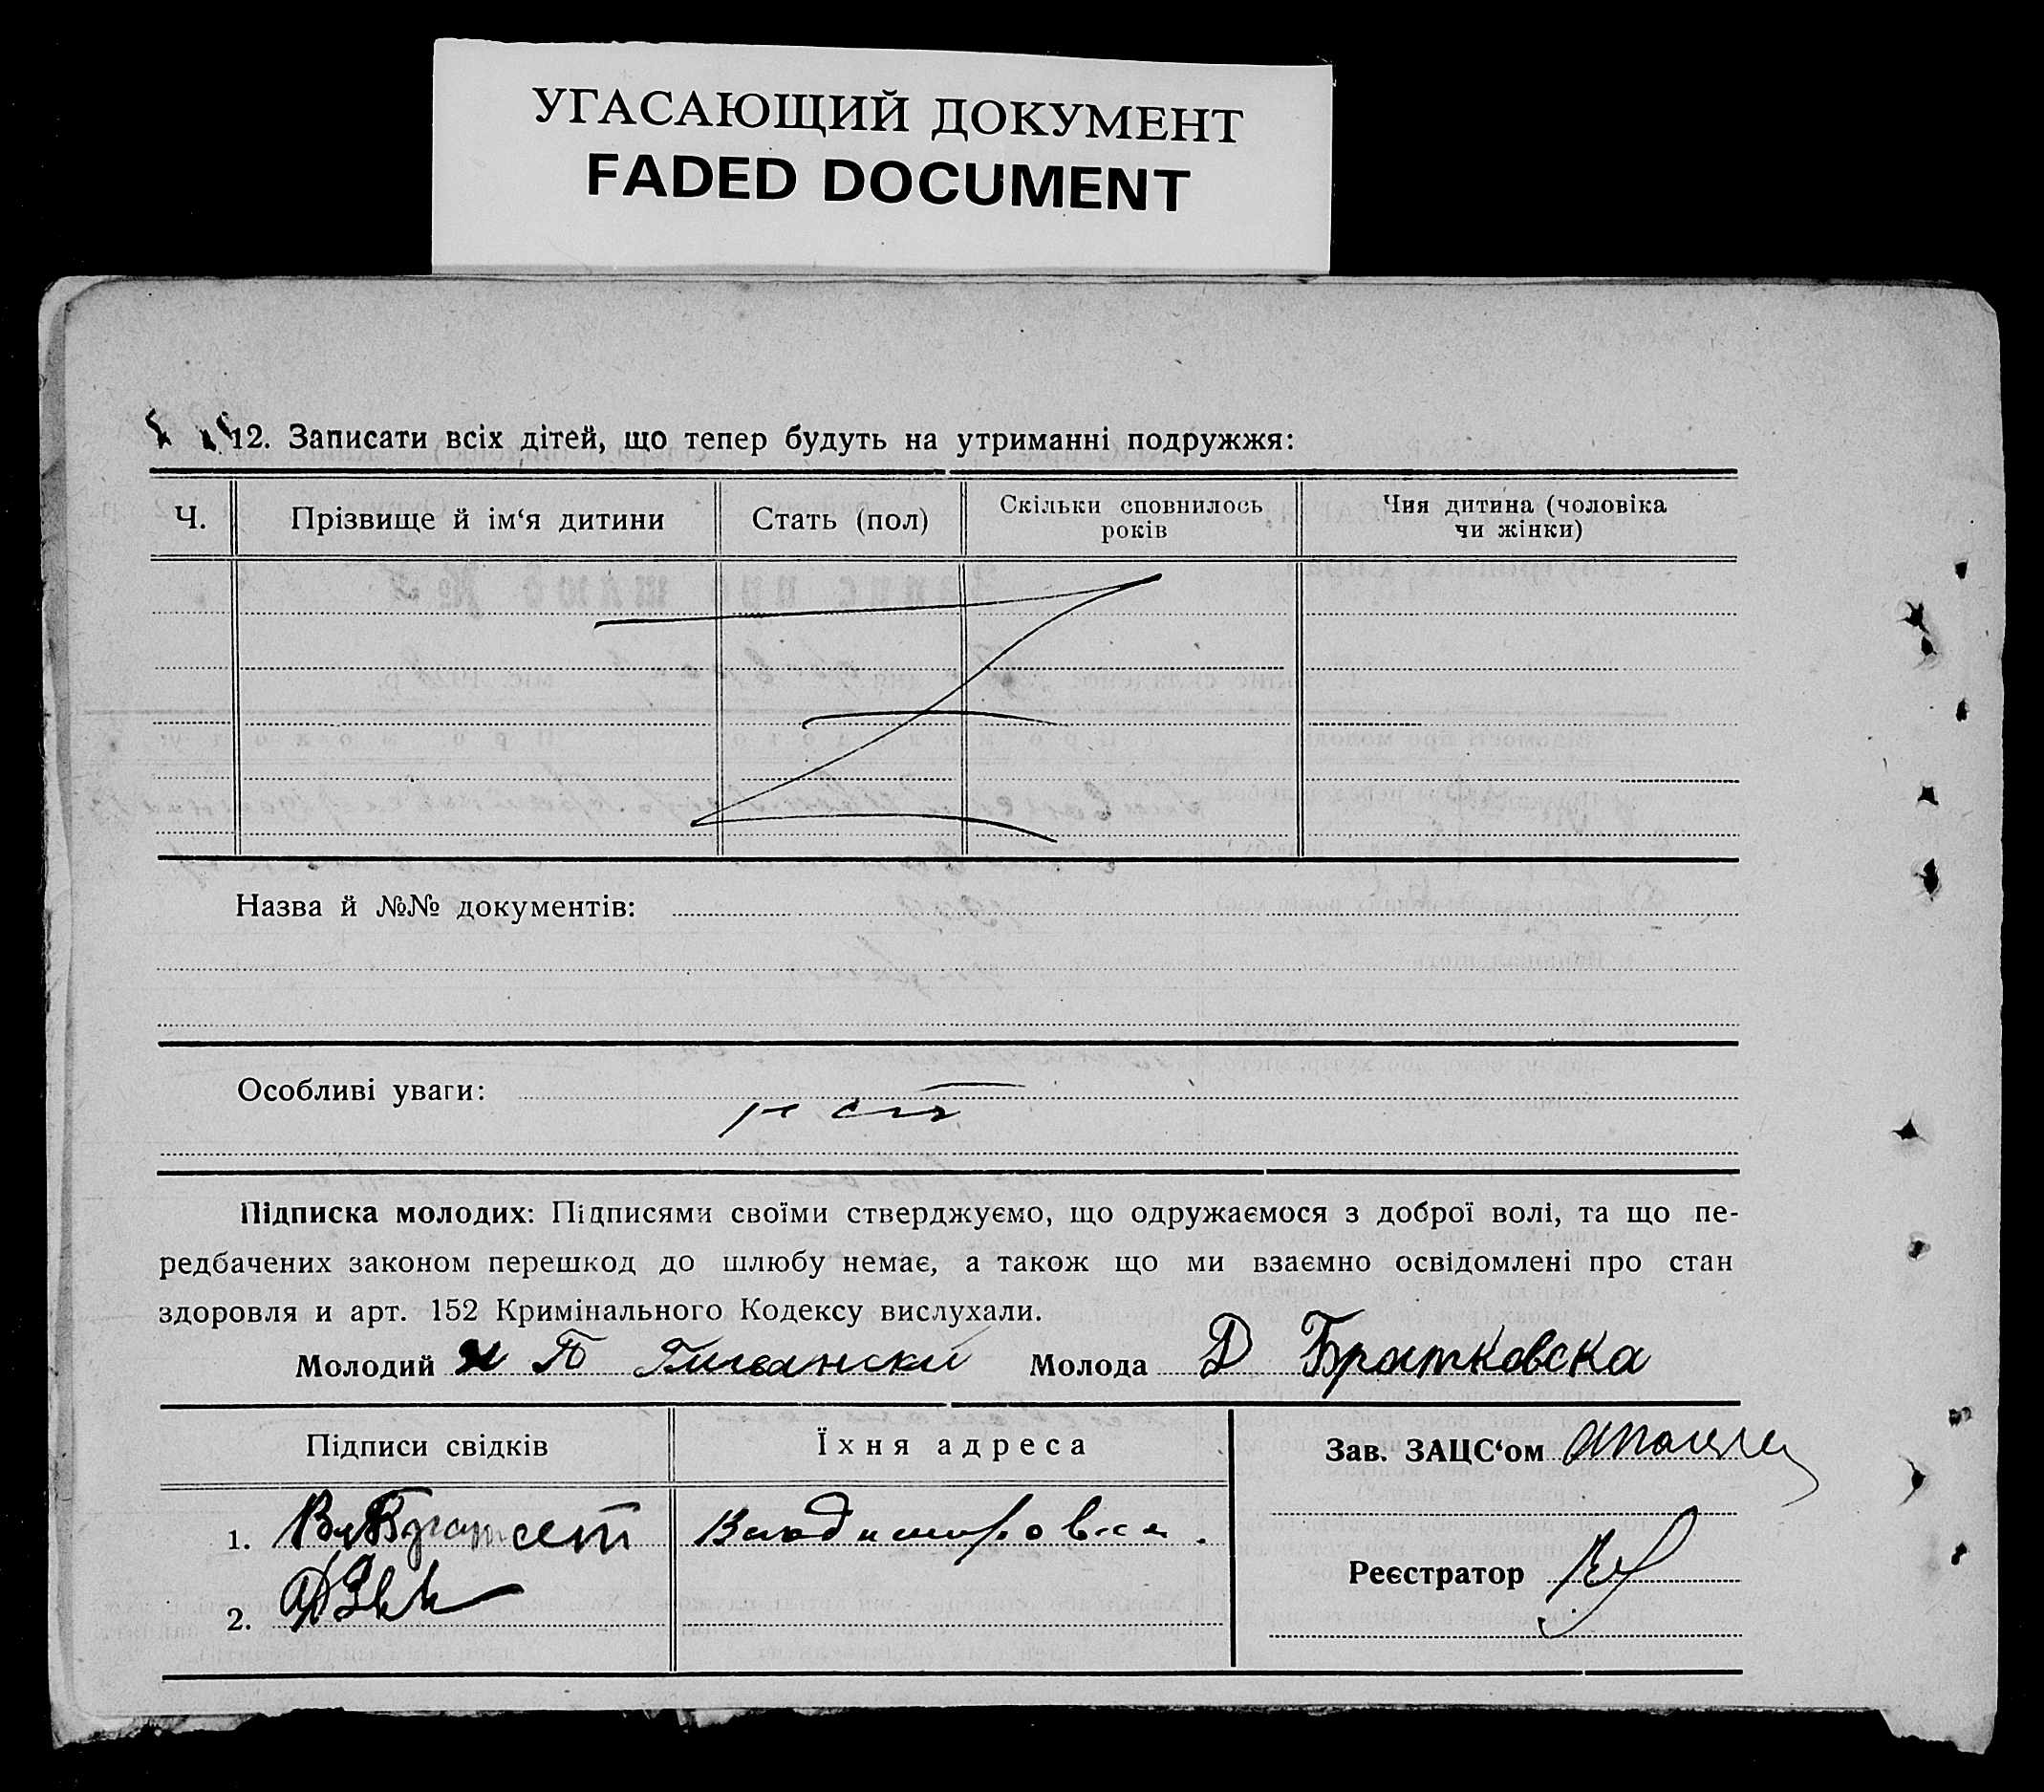 УГАСАЮЩИЙ ДОКУМЕНТ
FADED DOCUMENT
12. Записати всіх дітей, що тепер будуть на утриманні подружжя:
Ч.
Прізвище й ім‘я дитини
Стать (пол)
Скільки сповнилось
років
Чия дитина (чоловіка
чи жінки)
Назва й №№ документів:
Особливі уваги:
Підписка молодих: Підписями своїми стверджуємо, що одружаємося з доброї волі, та що пе-
редбачених законом перешкод до шлюбу немає, а також що ми взаємно освідомлені про стан
здоровля и арт. 152 Кримінального Кодексу вислухали.
Молодий Молода Д Братковска
Підписи свідків
Їхня адреса
Зав. ЗАЦС‘ом
1.
Реєстратор
2.